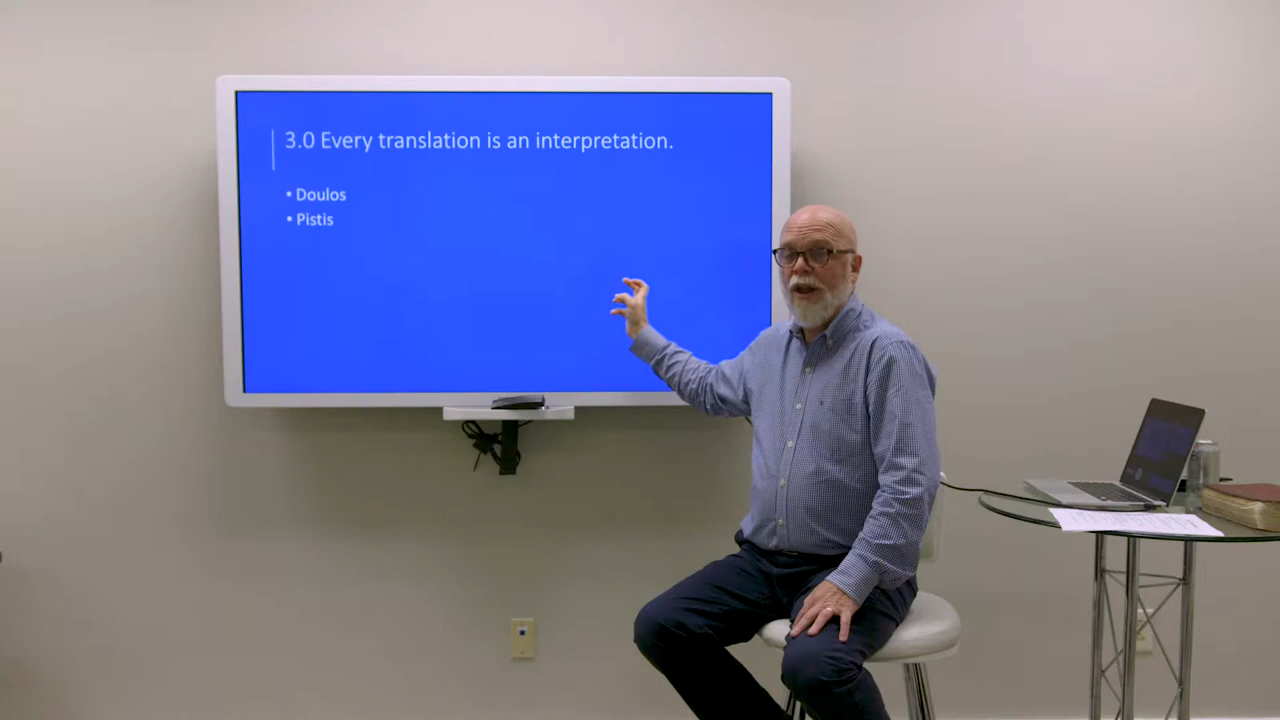 3.0 Every translation is an interpretation.
• Doulos
• Pistis